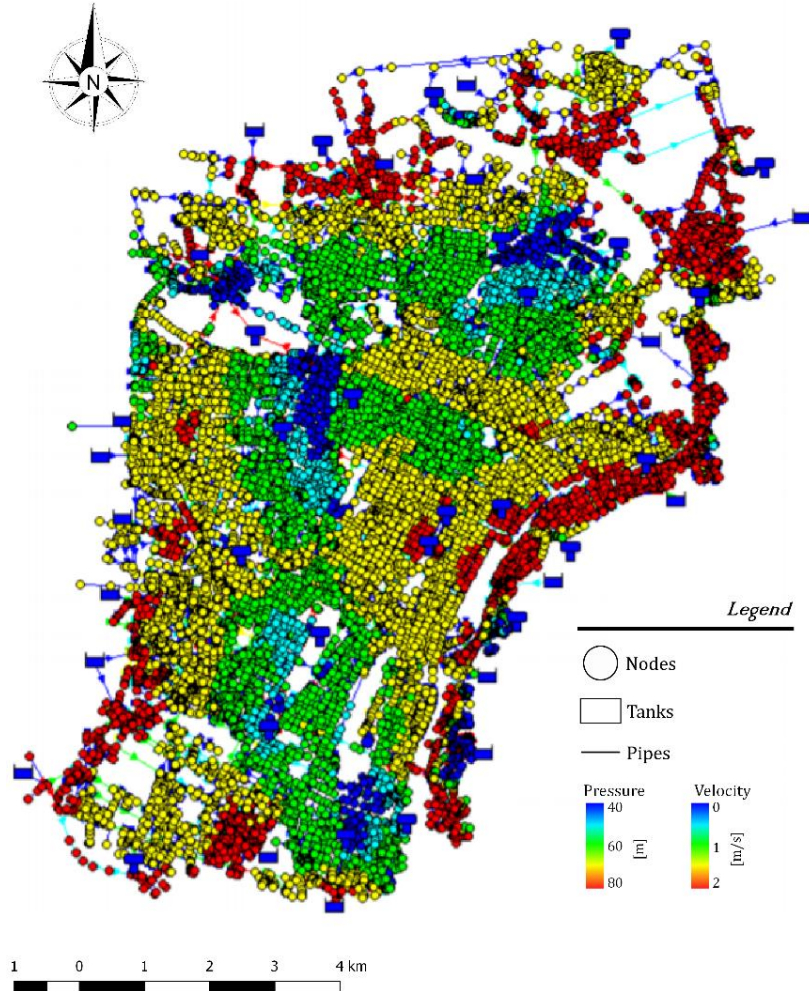 N
Legend
Nodes
Tanks
Pipes
Pressure Velocity
40 0
60 [m] 1 [m/s]
80 2
1 0 1 2 3 4 km